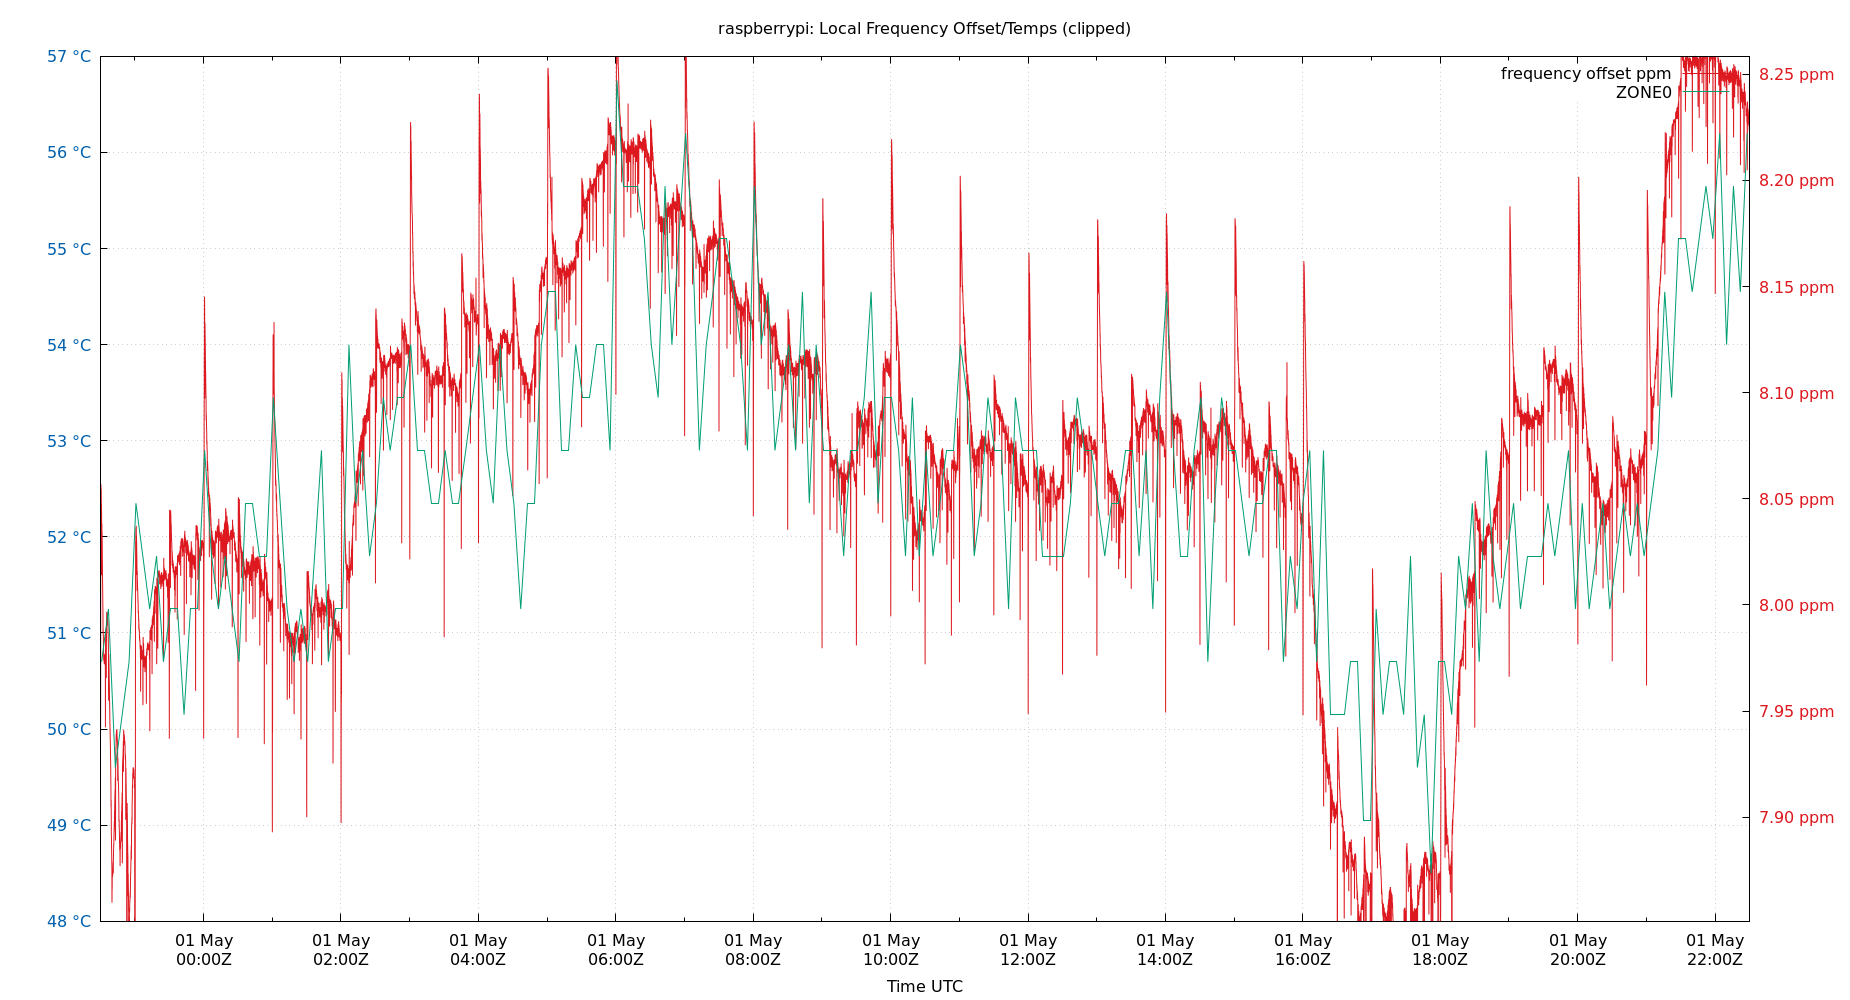 raspberrypi: Local Frequency Offset/Temps (clipped)
57 °C
56 °C
55 °C
54 °C
53 °C
52 °C
51 °C
50 °C
49 °C
48 °C
frequency offset ppm
ZONE0
8.25 ppm
8.20 ppm
8.15 ppm
8.10 ppm
8.05 ppm
8.00 ppm
7.95 ppm
7.90 ppm
01 May 01 May 01 May 01 May 01 May 01 May 01 May 01 May 01 May 01 May 01 May 01 May
00:00Z 02:00Z 04:00Z 06:00Z 08:00Z 10:00Z 12:00Z 14:00Z 16:00Z 18:00Z 20:00Z 22:00Z
Time UTC